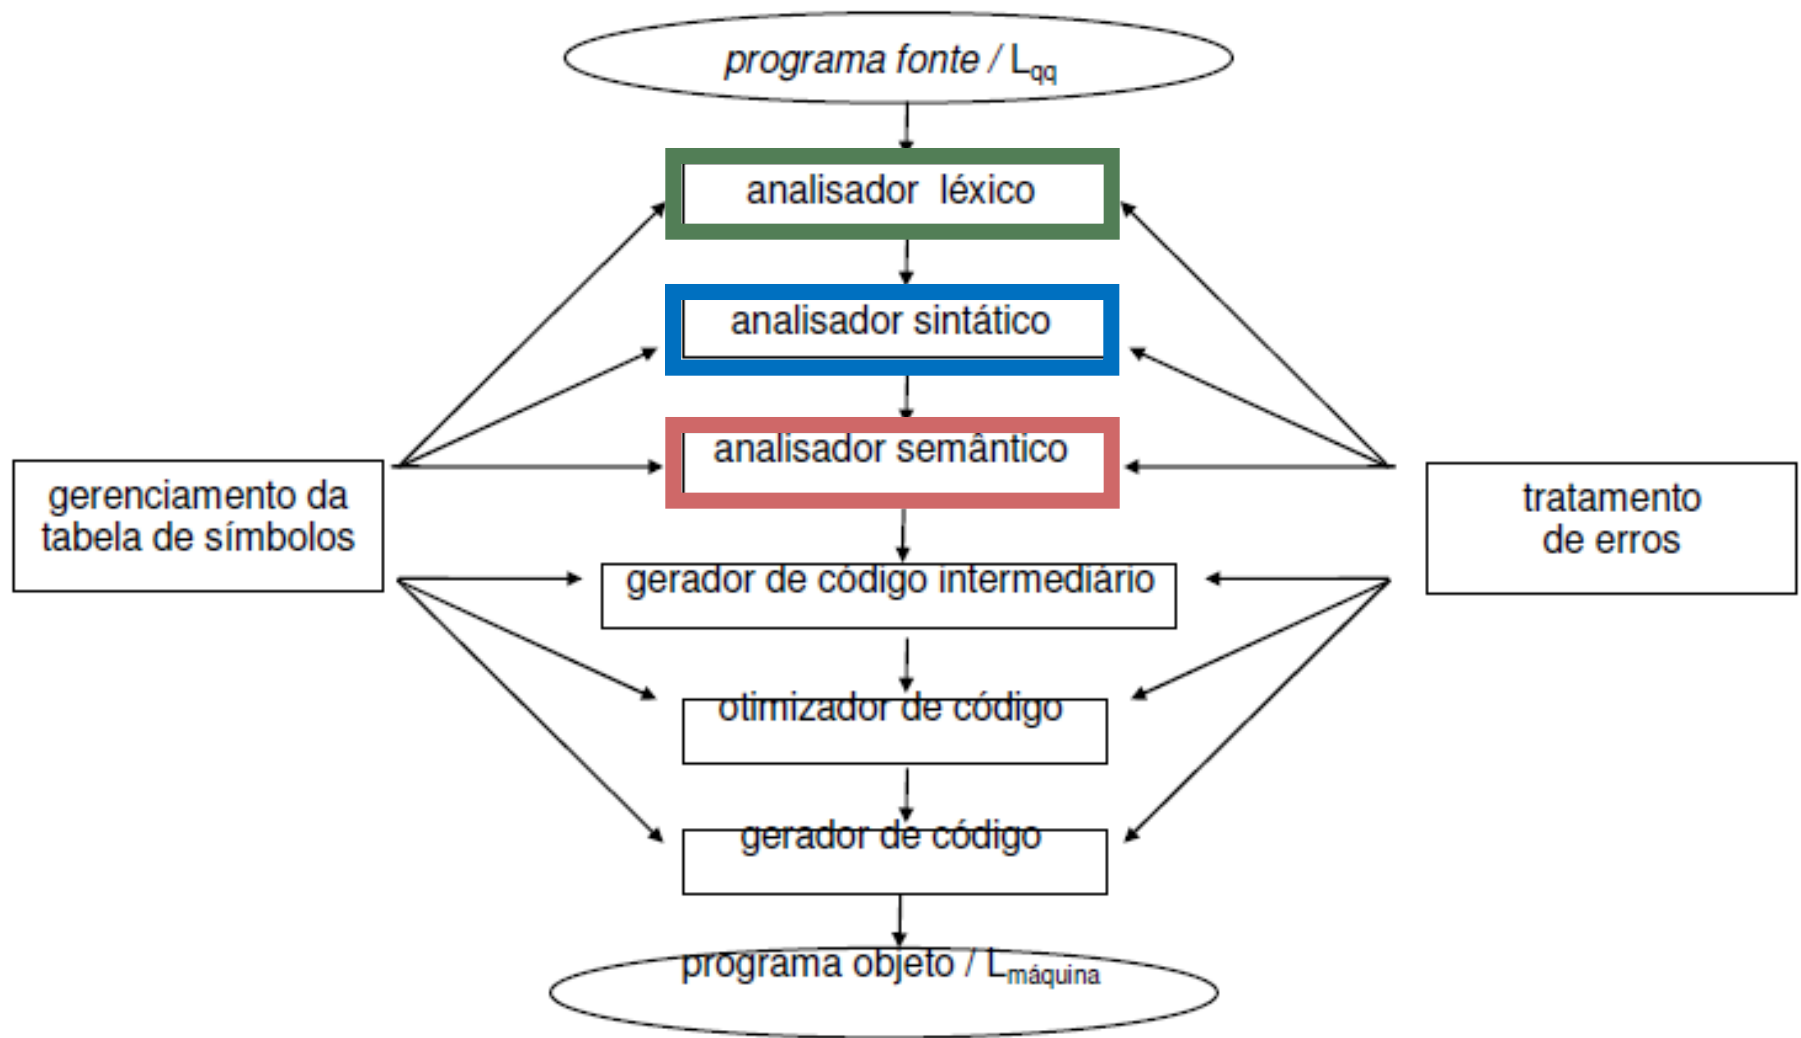 programa fonte / Lqq
analisador léxico
analisador sintático
analisador semântico
gerenciamento da
tabela de símbolos
tratamento
de erros
gerador de código intermediário
otimizador de código
gerador de código
programa objeto / Lmáquina